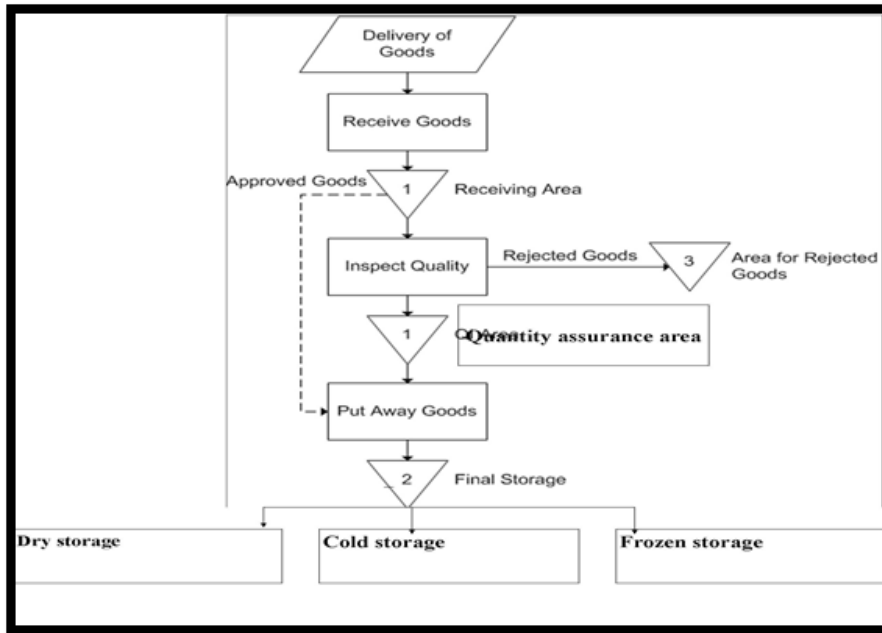 Delivery of
Goods
Receive Goods
Approved Goods
1
Receiving Area
Inspect Quality
Rejected Goods
3
Area for Rejected
Goods
1
Quantity assurance area
Put Away Goods
2
Final Storage
Dry storage
Cold storage
Frozen storage